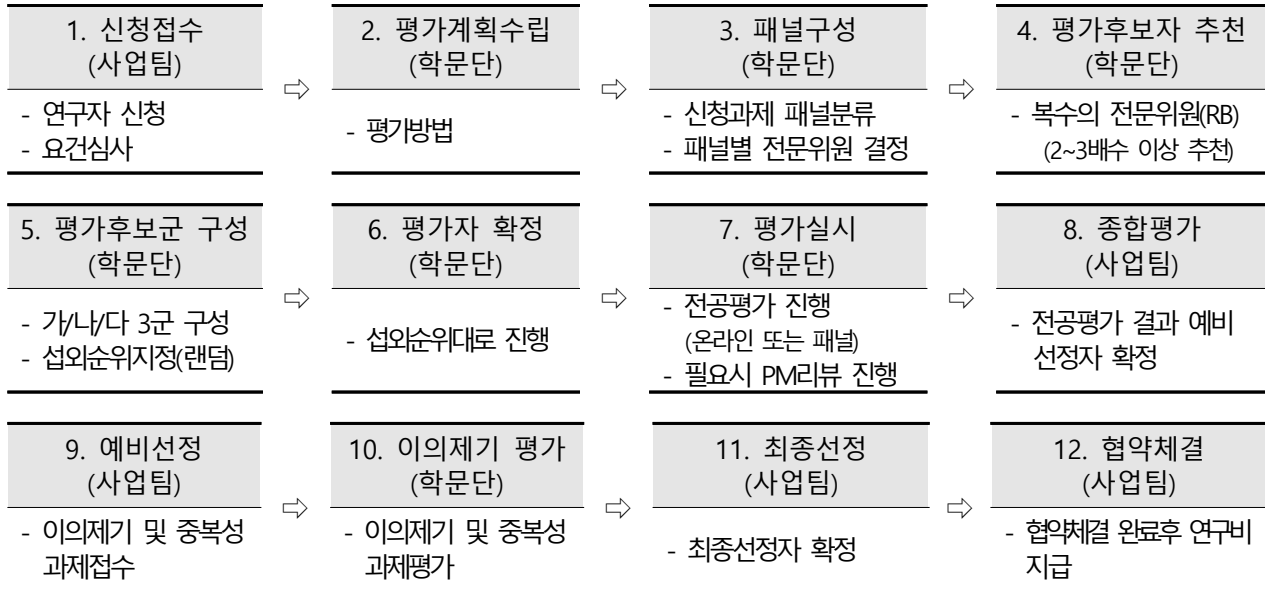 1. 신청접수
(사업팀)
- 연구자 신청
- 요건심사
⇨
2. 평가계획수립
(학문단)
- 평가방법
⇨
3. 패널구성
(학문단)
- 신청과제 패널분류
- 패널별 전문위원 결정
⇨
4. 평가후보자 추천
(학문단)
- 복수의 전문위원(RB)
(2~3배수 이상 추천)
5. 평가후보군 구성
(학문단)
- 가/나/다 3군 구성
- 섭외순위지정(랜덤)
⇨
6. 평가자 확정
(학문단)
- 섭외순위대로 진행
⇨
7. 평가실시
(학문단)
- 전공평가 진행
(온라인 또는 패널)
- 필요시 PM리뷰 진행
⇨
8. 종합평가
(사업팀)
- 전공평가 결과 예비
선정자 확정
9. 예비선정
(사업팀)
- 이의제기 및 중복성
과제접수
⇨
10. 이의제기 평가
(학문단)
- 이의제기 및 중복성
과제평가
⇨
11. 최종선정
(사업팀)
- 최종선정자 확정
⇨
12. 협약체결
(사업팀)
- 협약체결 완료후 연구비
지급